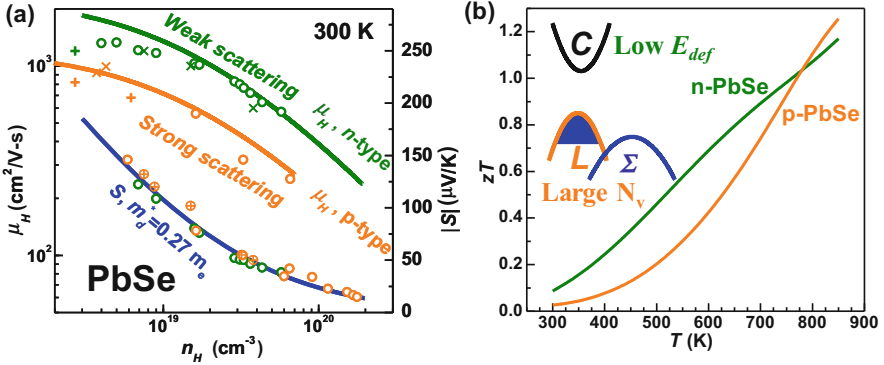 (a)
300 K
Weak scattering
μH, n-type
Strong scattering
μH, p-type
S, m*d=0.27 me
PbSe
μH (cm²/V-s)
10³
10²
10¹⁹
10²⁰
nH (cm⁻³)
|S| (μV/K)
250
200
150
100
50
0
(b)
zT
1.2
1.0
0.8
0.6
0.4
0.2
0.0
C
Low Edef
n-PbSe
p-PbSe
L
Σ
Large Nv
300 400 500 600 700 800 900
T (K)